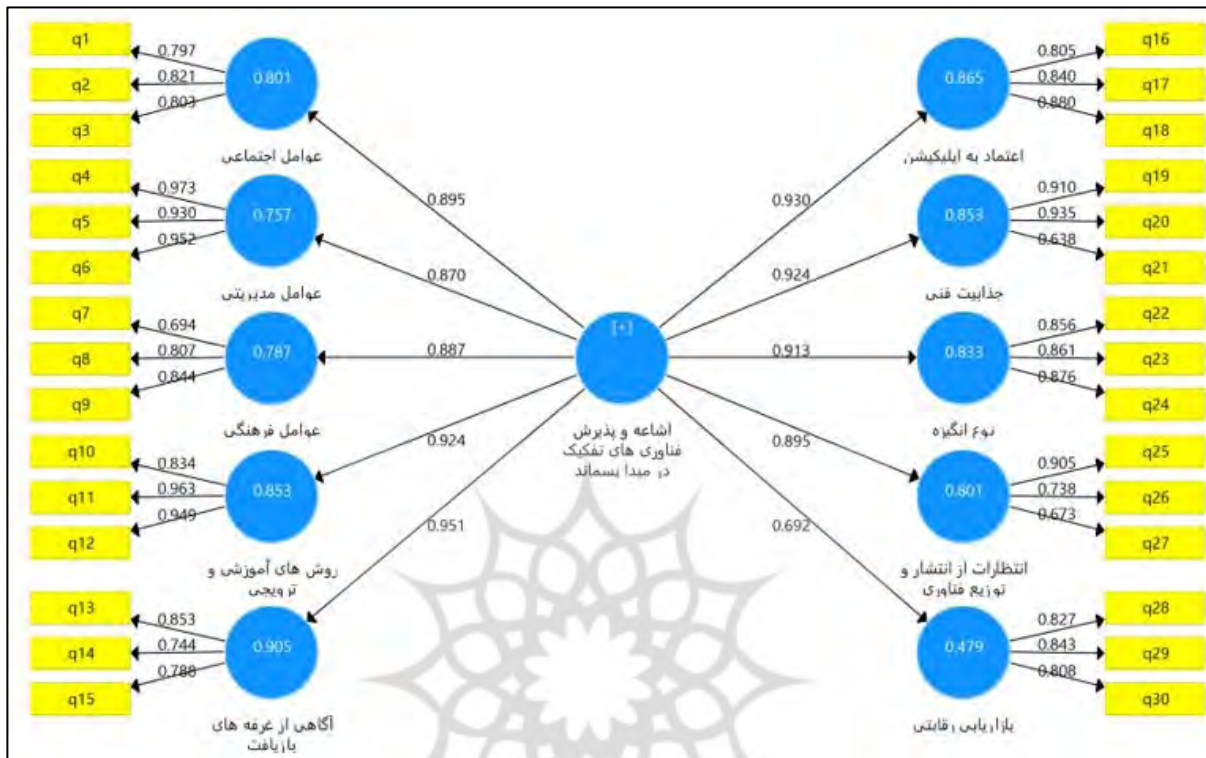 q1
0.797
q2
0.821
q3
0.803
0.801
عوامل اجتماعی
0.895
q4
0.973
q5
0.930
q6
0.952
0.757
عوامل مدیریتی
0.870
q7
0.694
q8
0.807
q9
0.844
0.787
عوامل فرهنگی
0.887
q10
0.834
q11
0.963
q12
0.949
0.853
روش های آموزشی و
ترویجی
0.924
q13
0.853
q14
0.744
q15
0.788
0.905
آگاهی از غرفه های
بازیافت
0.951
[+]
اشاعه و پذیرش
فناوری های تفکیک
در مبدا پسماند
q16
0.805
q17
0.840
q18
0.880
0.865
اعتماد به اپلیکیشن
0.930
q19
0.910
q20
0.935
q21
0.638
0.853
جذابیت فنی
0.924
q22
0.856
q23
0.861
q24
0.876
0.833
نوع انگیزه
0.913
q25
0.905
q26
0.738
q27
0.673
0.801
انتظارات از انتشار و
توزیع فناوری
0.895
q28
0.827
q29
0.843
q30
0.808
0.479
بازاریابی رقابتی
0.692